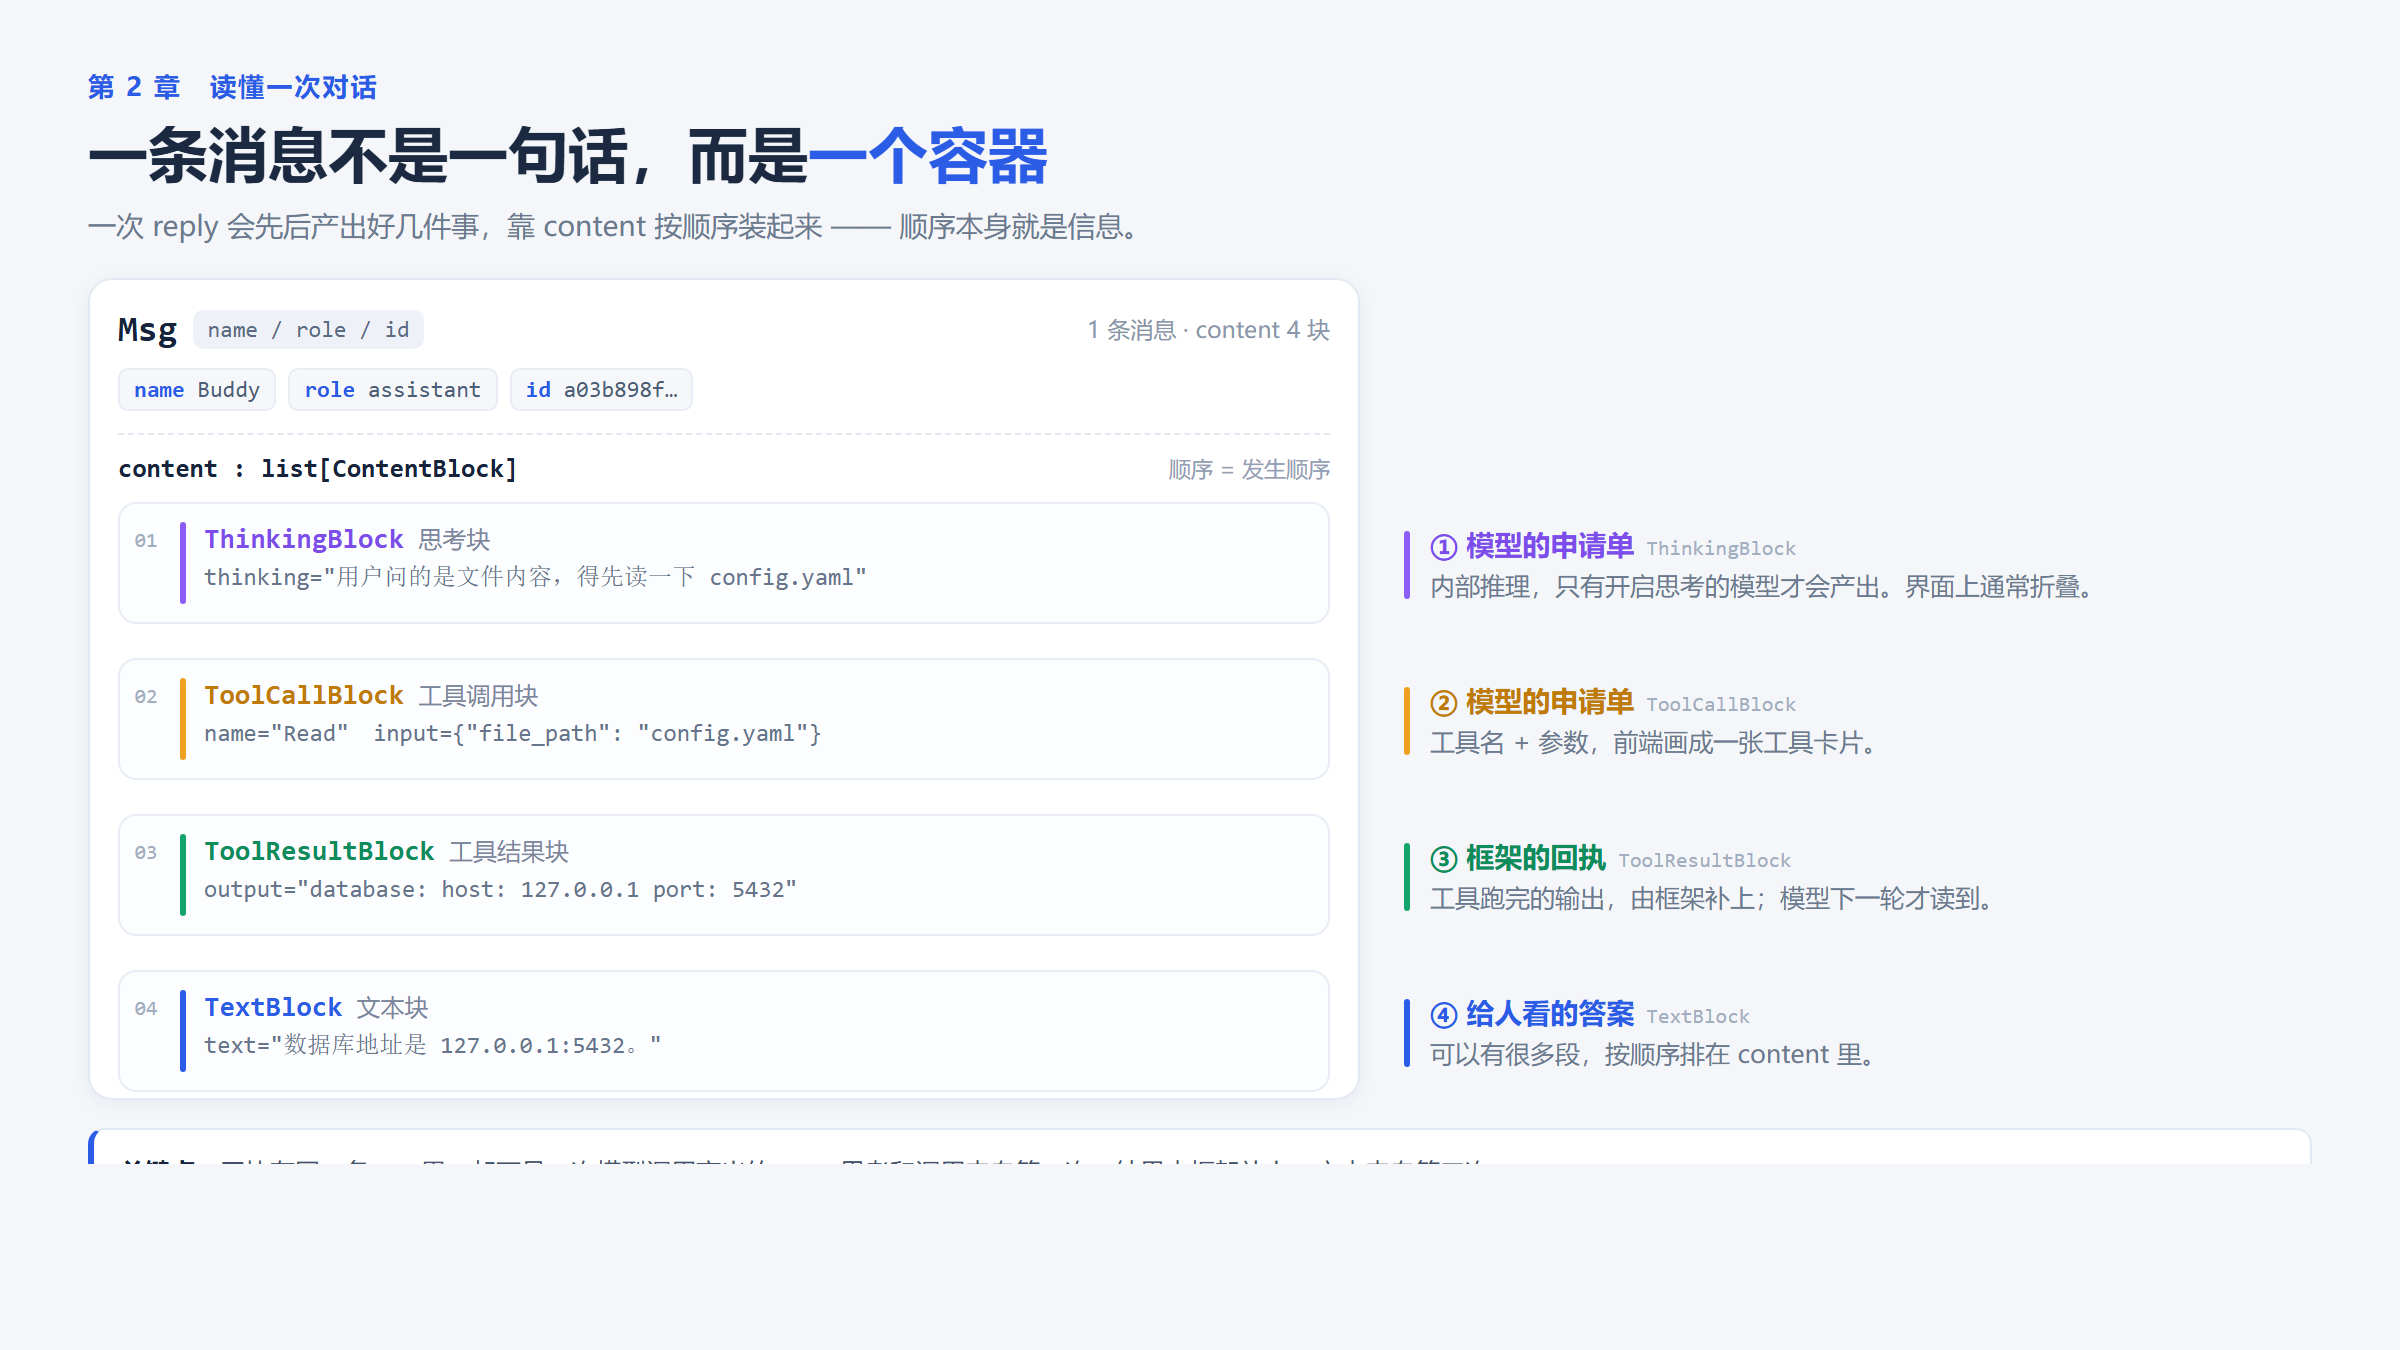 第 2 章 读懂一次对话
一条消息不是一句话，而是一个容器
一次 reply 会先后产出好几件事，靠 content 按顺序装起来 —— 顺序本身就是信息。
Msg name / role / id 1 条消息 · content 4 块
name Buddy role assistant id a03b898f…
content : list[ContentBlock] 顺序 = 发生顺序
01 ThinkingBlock 思考块
thinking="用户问的是文件内容，得先读一下 config.yaml"
① 模型的申请单 ThinkingBlock
内部推理，只有开启思考的模型才会产出。界面上通常折叠。
02 ToolCallBlock 工具调用块
name="Read" input={"file_path": "config.yaml"}
② 模型的申请单 ToolCallBlock
工具名 + 参数，前端画成一张工具卡片。
03 ToolResultBlock 工具结果块
output="database: host: 127.0.0.1 port: 5432"
③ 框架的回执 ToolResultBlock
工具跑完的输出，由框架补上；模型下一轮才读到。
04 TextBlock 文本块
text="数据库地址是 127.0.0.1:5432。"
④ 给人看的答案 TextBlock
可以有很多段，按顺序排在 content 里。